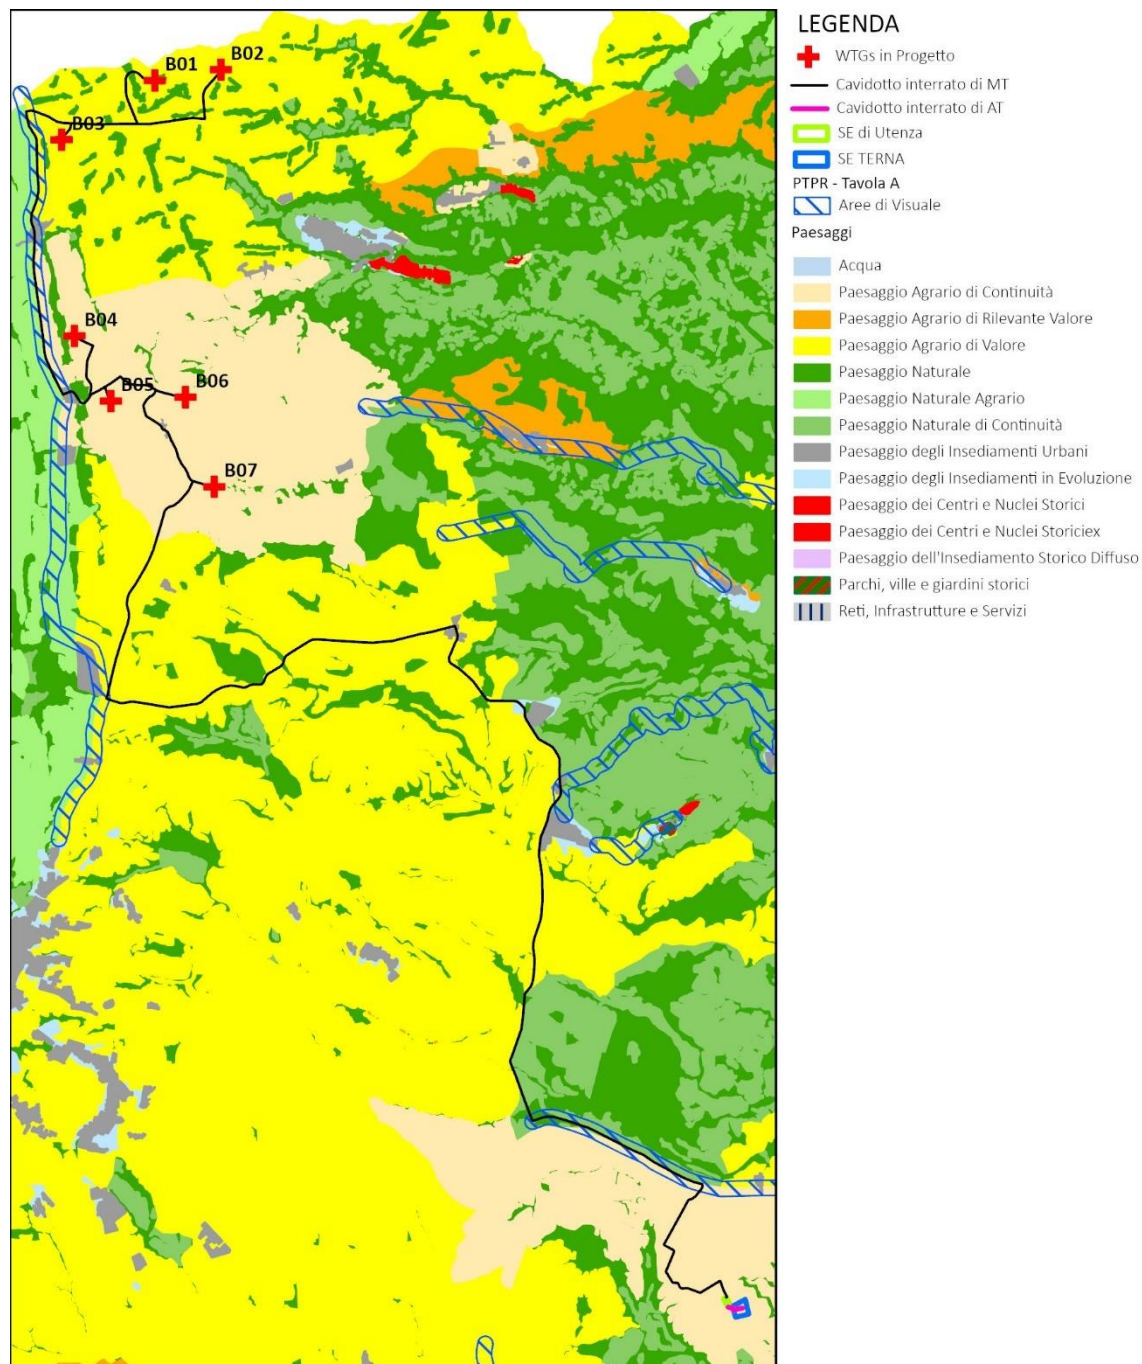 B01
B02
B03
B04
B05
B06
B07
LEGENDA
WTGs in Progetto
Cavidotto interrato di MT
Cavidotto interrato di AT
SE di Utenza
SE TERNA
PTPR - Tavola A
Aree di Visuale
Paesaggi
Acqua
Paesaggio Agrario di Continuità
Paesaggio Agrario di Rilevante Valore
Paesaggio Agrario di Valore
Paesaggio Naturale
Paesaggio Naturale Agrario
Paesaggio Naturale di Continuità
Paesaggio degli Insediamenti Urbani
Paesaggio degli Insediamenti in Evoluzione
Paesaggio dei Centri e Nuclei Storici
Paesaggio dei Centri e Nuclei Storiciex
Paesaggio dell'Insediamento Storico Diffuso
Parchi, ville e giardini storici
Reti, Infrastrutture e Servizi